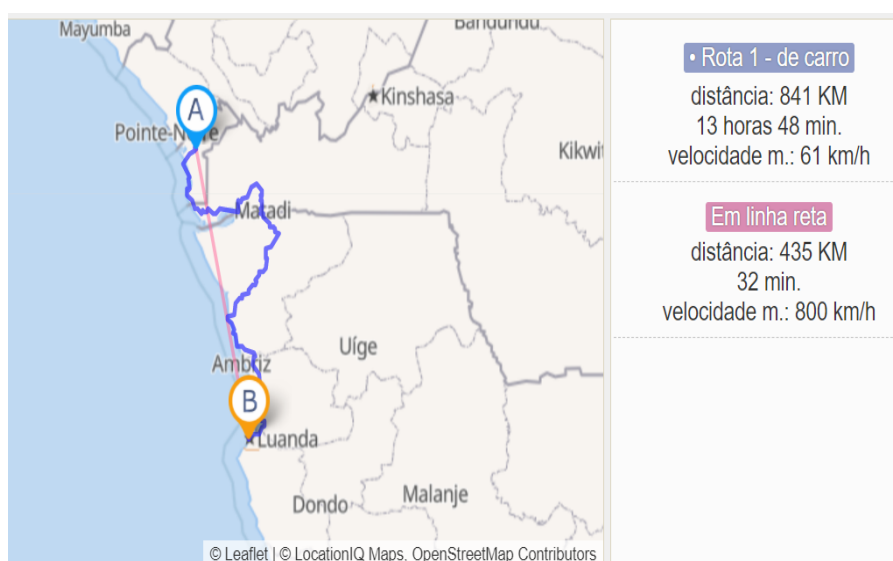 Mayumba
Bandundu
A
★Kinshasa
Pointe-Noire
Kikwit
Matadi
Uíge
Ambriz
B
Luanda
Dondo
Malanje
© Leaflet | © LocationIQ Maps, OpenStreetMap Contributors
• Rota 1 - de carro
distância: 841 KM
13 horas 48 min.
velocidade m.: 61 km/h
Em linha reta
distância: 435 KM
32 min.
velocidade m.: 800 km/h